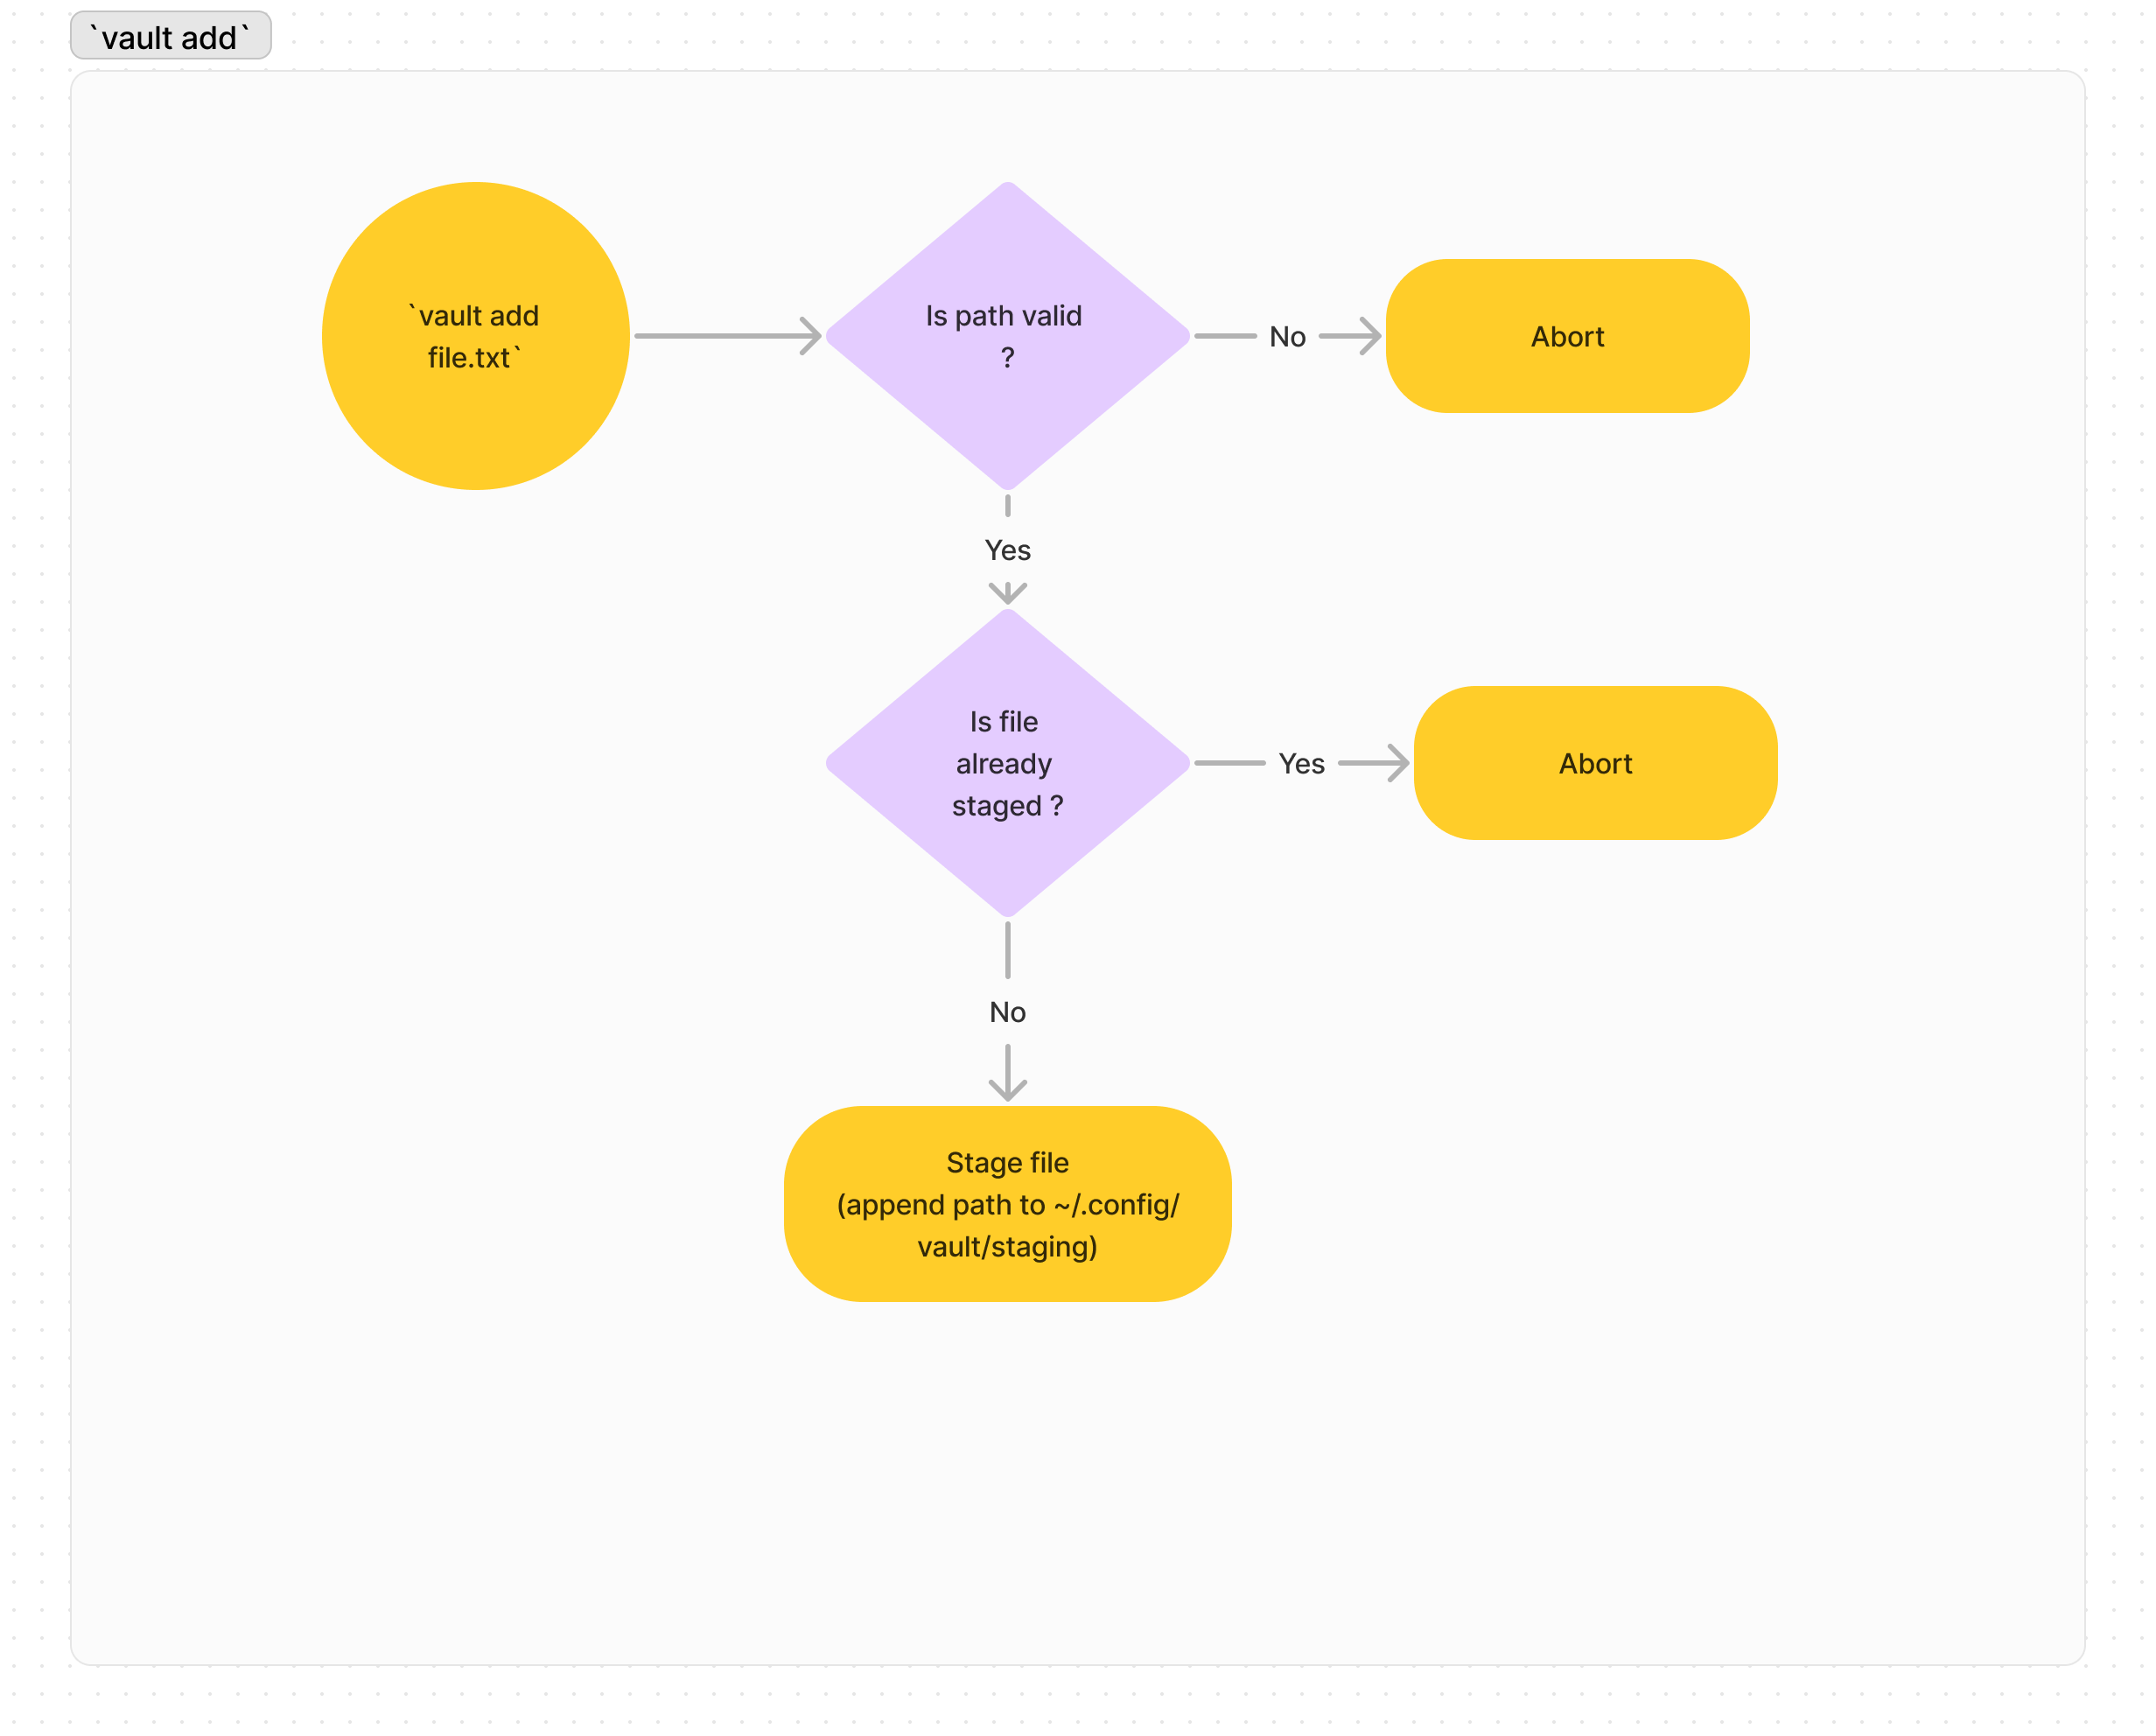 `vault add`
`vault add
file.txt`
Is path valid
?
No
Abort
Yes
Is file
already
staged ?
Yes
Abort
No
Stage file
(append path to ~/.config/
vault/staging)